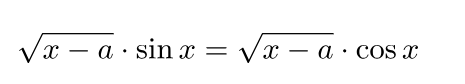 √(x − a) · sin x = √(x − a) · cos x